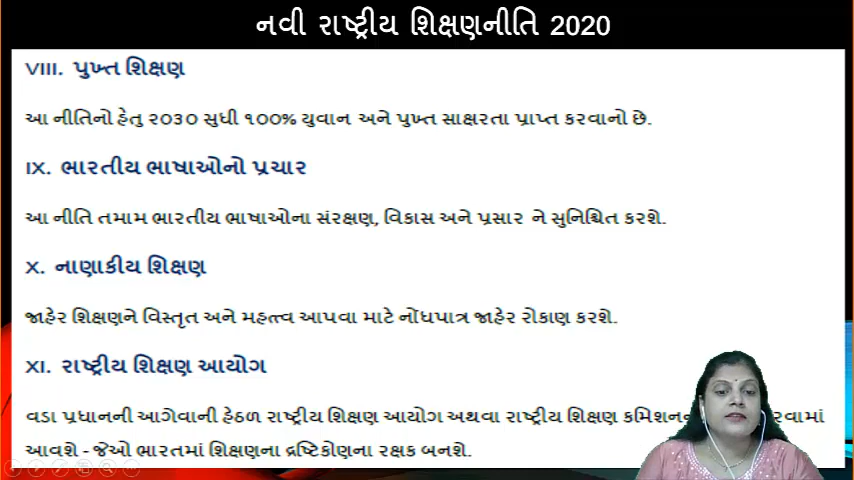 નવી રાષ્ટ્રીય શિક્ષણનીતિ 2020
VIII. પુખ્ત શિક્ષણ
આ નીતિનો હેતુ ૨૦૩૦ સુધી ૧૦૦% યુવાન અને પુખ્ત સાક્ષરતા પ્રાપ્ત કરવાનો છે.
IX. ભારતીય ભાષાઓનો પ્રચાર
આ નીતિ તમામ ભારતીય ભાષાઓના સંરક્ષણ, વિકાસ અને પ્રસાર ને સુનિશ્ચિત કરશે.
X. નાણાકીય શિક્ષણ
જાહેર શિક્ષણને વિસ્તૃત અને મહત્ત્વ આપવા માટે નોંધપાત્ર જાહેર રોકાણ કરશે.
XI. રાષ્ટ્રીય શિક્ષણ આયોગ
વડા પ્રધાનની આગેવાની હેઠળ રાષ્ટ્રીય શિક્ષણ આયોગ અથવા રાષ્ટ્રીય શિક્ષણ
આવશે - જેઓ ભારતમાં શિક્ષણના દ્રષ્ટિકોણના રક્ષક બનશે.